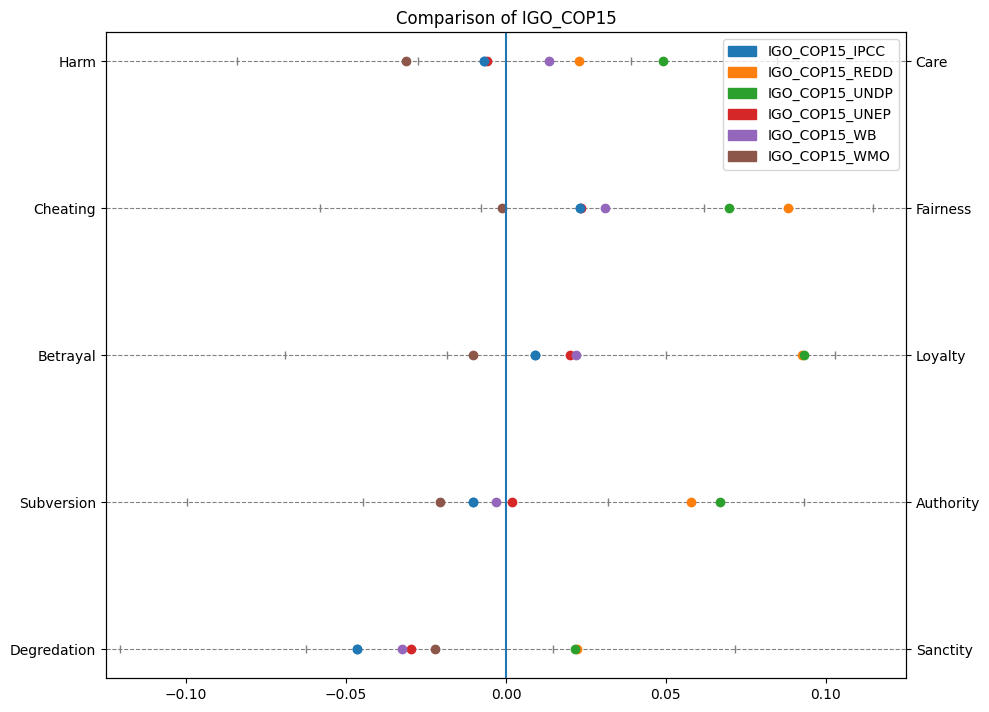 Comparison of IGO_COP15
Harm
Care
IGO_COP15_IPCC
IGO_COP15_REDD
IGO_COP15_UNDP
IGO_COP15_UNEP
IGO_COP15_WB
IGO_COP15_WMO
Cheating
Fairness
Betrayal
Loyalty
Subversion
Authority
Degredation
Sanctity
−0.10
−0.05
0.00
0.05
0.10